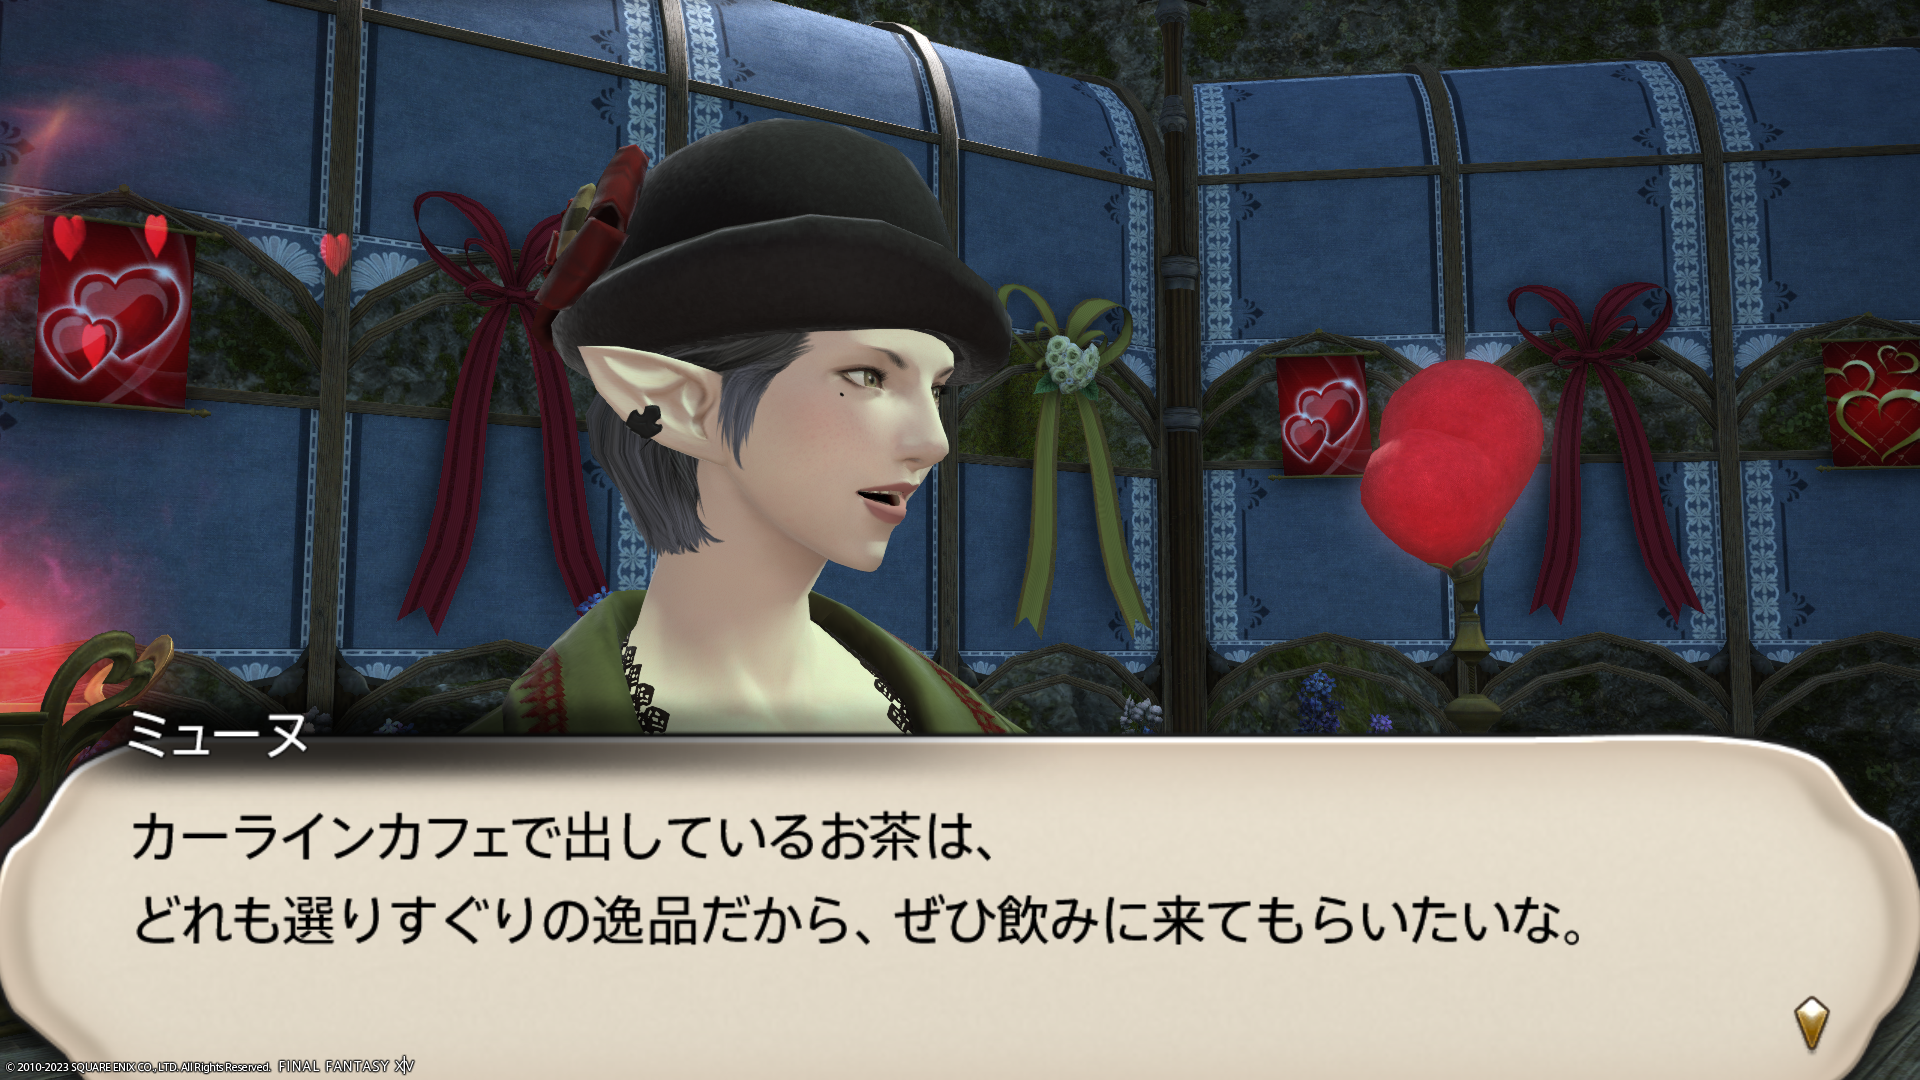 ミューヌ
カーラインカフェで出しているお茶は、
どれも選りすぐりの逸品だから、ぜひ飲みに来てもらいたいな。
© 2010-2023 SQUARE ENIX CO., LTD. All Rights Reserved. FINAL FANTASY XIV